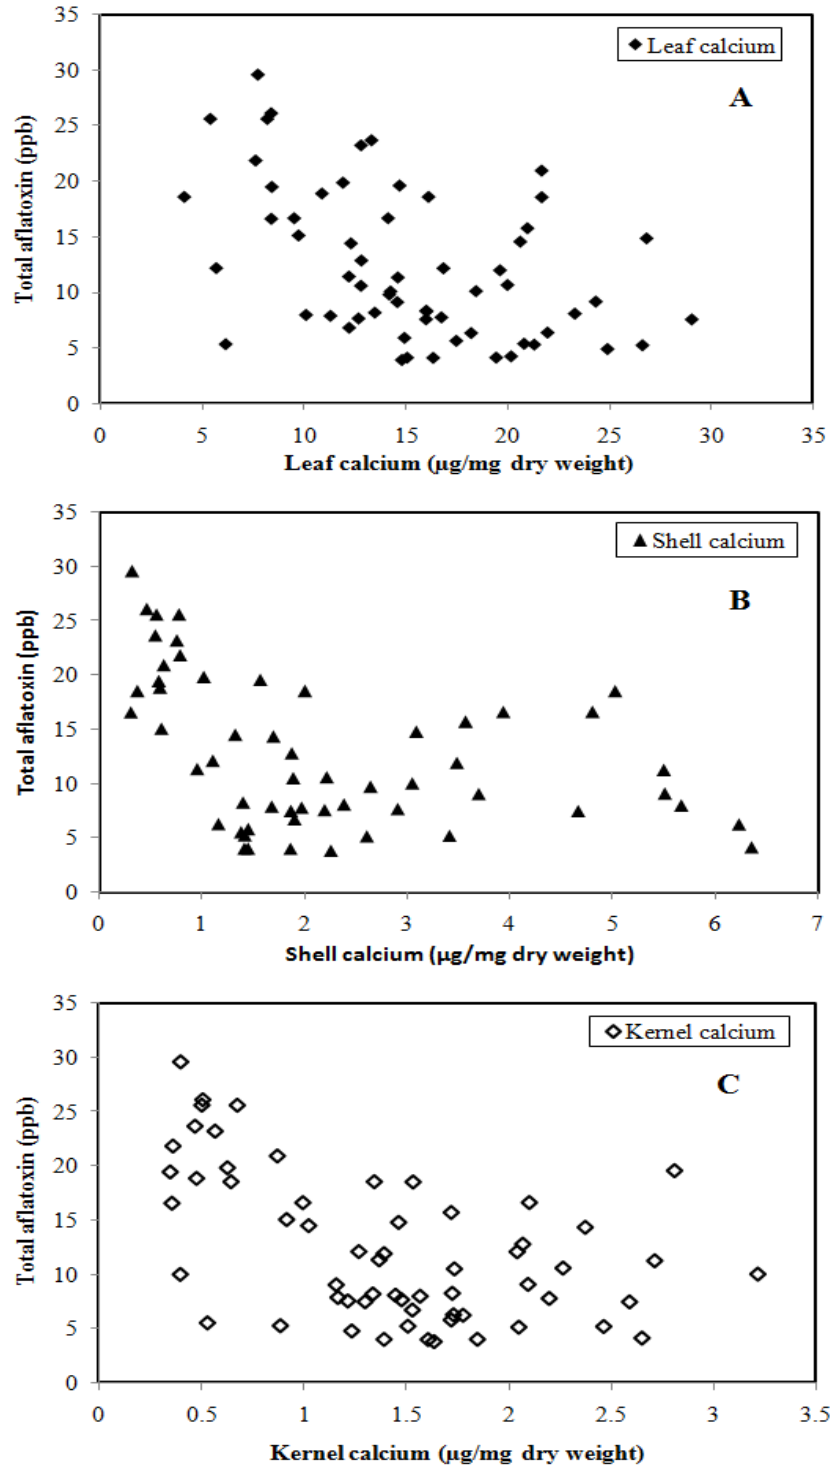 35
30
25
20
15
10
5
0
Total aflatoxin (ppb)
Leaf calcium
A
0 5 10 15 20 25 30 35
Leaf calcium (µg/mg dry weight)
35
30
25
20
15
10
5
0
Total aflatoxin (ppb)
Shell calcium
B
0 1 2 3 4 5 6 7
Shell calcium (µg/mg dry weight)
35
30
25
20
15
10
5
0
Total aflatoxin (ppb)
Kernel calcium
C
0 0.5 1 1.5 2 2.5 3 3.5
Kernel calcium (µg/mg dry weight)